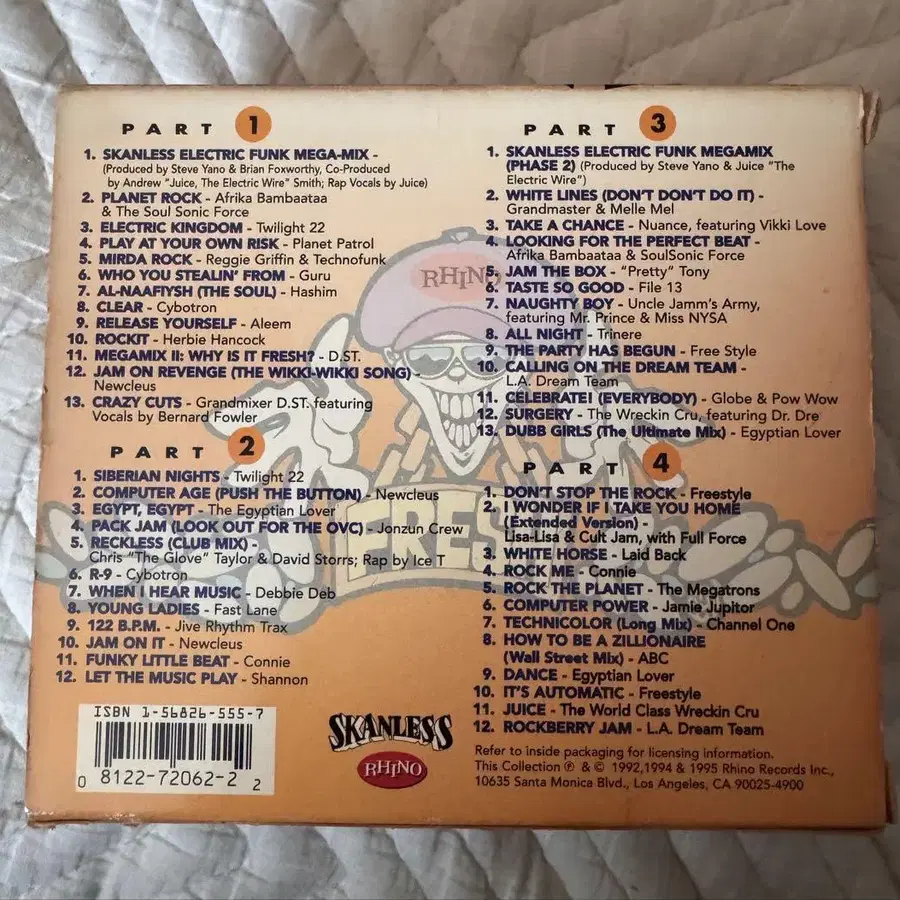 PART 1
1. SKANLESS ELECTRIC FUNK MEGA-MIX -
(Produced by Steve Yano & Brian Foxworthy, Co-Produced
by Andrew "Juice, The Electric Wire" Smith; Rap Vocals by Juice)
2. PLANET ROCK - Afrika Bambaataa
& The Soul Sonic Force
3. ELECTRIC KINGDOM - Twilight 22
4. PLAY AT YOUR OWN RISK - Planet Patrol
5. MIRDA ROCK - Reggie Griffin & Technofunk
6. WHO YOU STEALIN' FROM - Guru
7. AL-NAAFIYSH (THE SOUL) - Hashim
8. CLEAR - Cybotron
9. RELEASE YOURSELF - Aleem
10. ROCKIT - Herbie Hancock
11. MEGAMIX II: WHY IS IT FRESH? - D.ST.
12. JAM ON REVENGE (THE WIKKI-WIKKI SONG) -
Newcleus
13. CRAZY CUTS - Grandmixer D.ST. featuring
Vocals by Bernard Fowler
PART 2
1. SIBERIAN NIGHTS - Twilight 22
2. COMPUTER AGE (PUSH THE BUTTON) - Newcleus
3. EGYPT, EGYPT - The Egyptian Lover
4. PACK JAM (LOOK OUT FOR THE OVC) - Jonzun Crew
5. RECKLESS (CLUB MIX) -
Chris "The Glove" Taylor & David Storrs; Rap by Ice T
6. R-9 - Cybotron
7. WHEN I HEAR MUSIC - Debbie Deb
8. YOUNG LADIES - Fast Lane
9. 122 B.P.M. - Jive Rhythm Trax
10. JAM ON IT - Newcleus
11. FUNKY LITTLE BEAT - Connie
12. LET THE MUSIC PLAY - Shannon
PART 3
1. SKANLESS ELECTRIC FUNK MEGAMIX
(PHASE 2) (Produced by Steve Yano & Juice "The
Electric Wire")
2. WHITE LINES (DON'T DON'T DO IT) -
Grandmaster & Melle Mel
3. TAKE A CHANCE - Nuance, featuring Vikki Love
4. LOOKING FOR THE PERFECT BEAT -
Afrika Bambaataa & SoulSonic Force
5. JAM THE BOX - "Pretty" Tony
6. TASTE SO GOOD - File 13
7. NAUGHTY BOY - Uncle Jamm's Army,
featuring Mr. Prince & Miss NYSA
8. ALL NIGHT - Trinere
9. THE PARTY HAS BEGUN - Free Style
10. CALLING ON THE DREAM TEAM -
L.A. Dream Team
11. CELEBRATE! (EVERYBODY) - Globe & Pow Wow
12. SURGERY - The Wreckin Cru, featuring Dr. Dre
13. DUBB GIRLS (The Ultimate Mix) - Egyptian Lover
PART 4
1. DON'T STOP THE ROCK - Freestyle
2. I WONDER IF I TAKE YOU HOME
(Extended Version) -
Lisa-Lisa & Cult Jam, with Full Force
3. WHITE HORSE - Laid Back
4. ROCK ME - Connie
5. ROCK THE PLANET - The Megatrons
6. COMPUTER POWER - Jamie Jupitor
7. TECHNICOLOR (Long Mix) - Channel One
8. HOW TO BE A ZILLIONAIRE
(Wall Street Mix) - ABC
9. DANCE - Egyptian Lover
10. IT'S AUTOMATIC - Freestyle
11. JUICE - The World Class Wreckin Cru
12. ROCKBERRY JAM - L.A. Dream Team
RHINO
FRESH
ISBN 1-56826-555-7
0 8122-72062-2 2
SKANLESS
RHINO
Refer to inside packaging for licensing information.
This Collection ℗ & © 1992,1994 & 1995 Rhino Records Inc.,
10635 Santa Monica Blvd., Los Angeles, CA 90025-4900